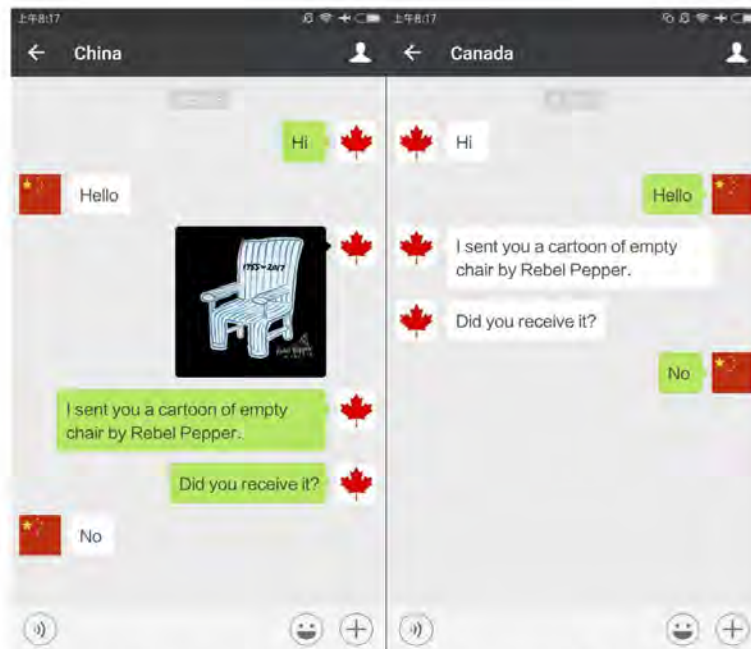 上午8:17
China
Hi
Hello
1955-2017
Rebel Pepper
I sent you a cartoon of empty
chair by Rebel Pepper.
Did you receive it?
No
上午8:17
Canada
Hi
Hello
I sent you a cartoon of empty
chair by Rebel Pepper.
Did you receive it?
No